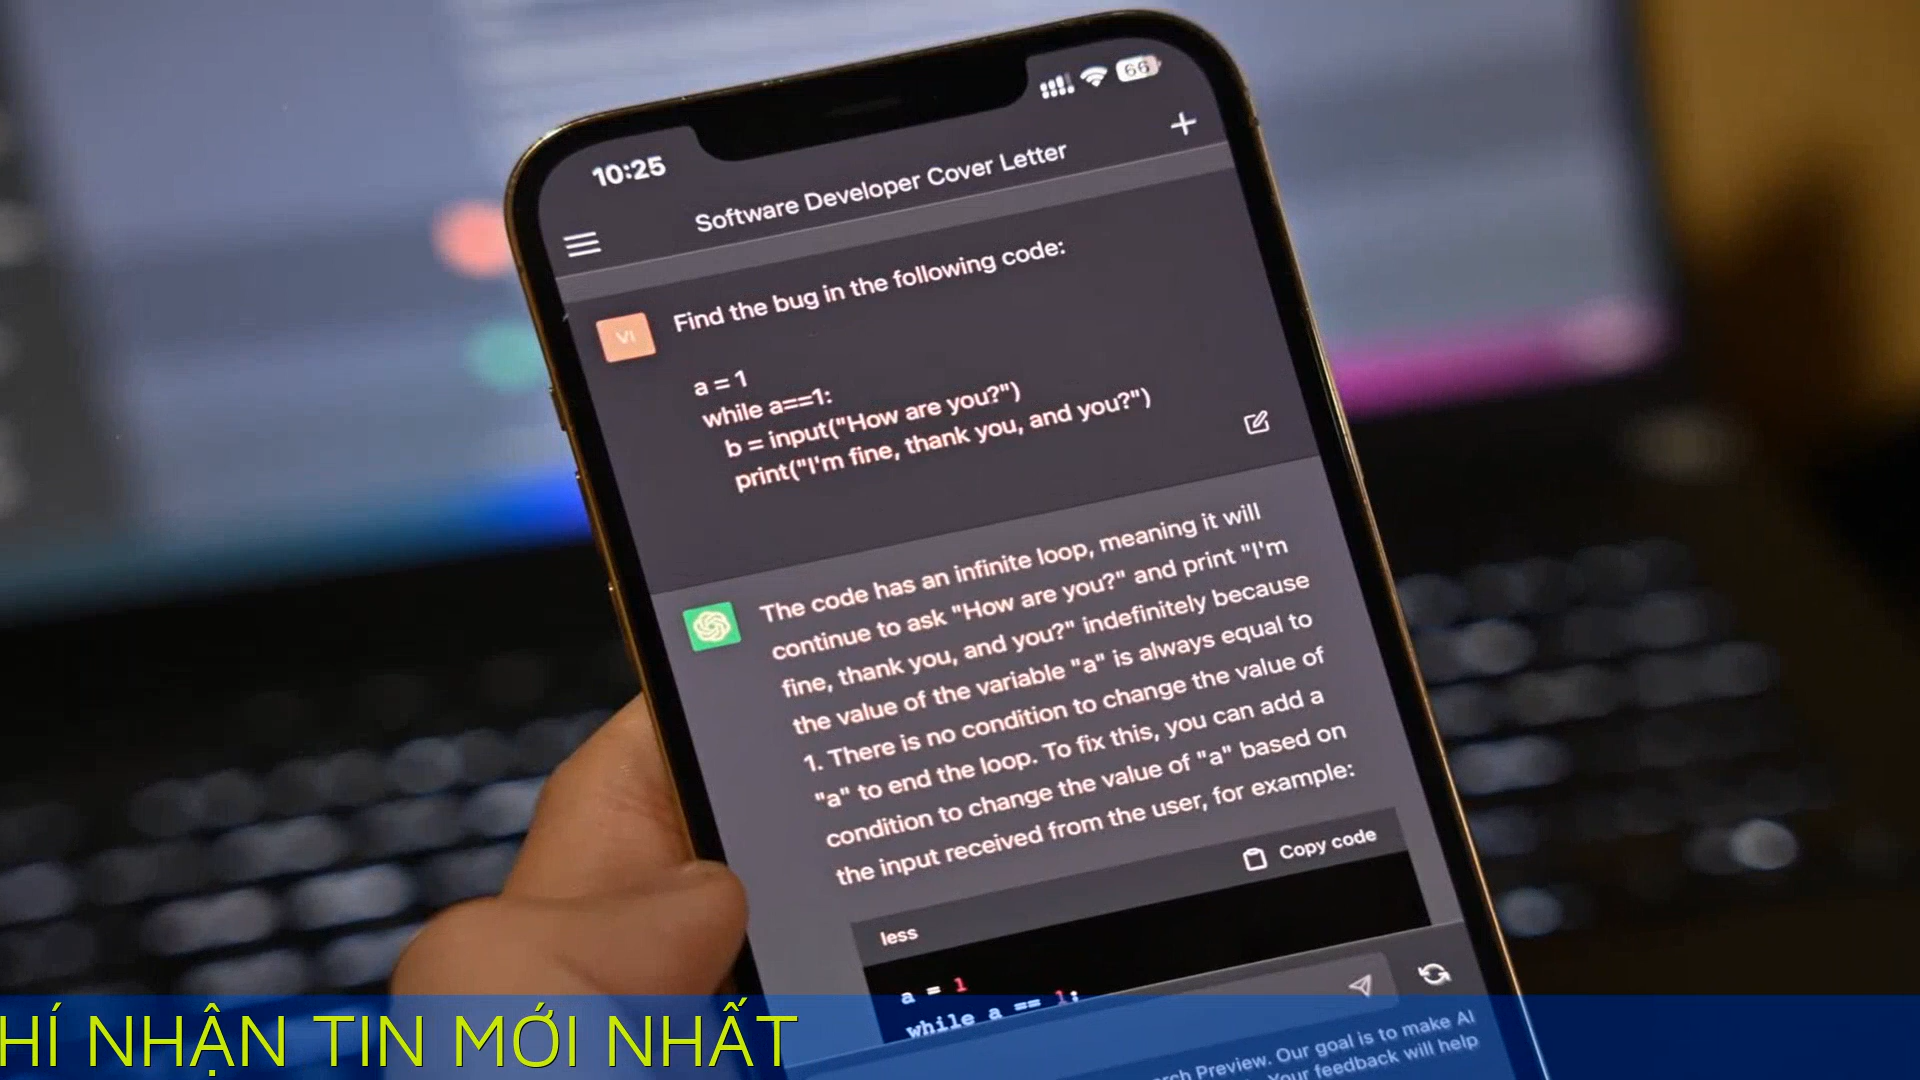 10:25
66
Software Developer Cover Letter
Find the bug in the following code:
VI
a = 1
while a==1:
b = input("How are you?")
print("I'm fine, thank you, and you?")
The code has an infinite loop, meaning it will
continue to ask "How are you?" and print "I'm
fine, thank you, and you?" indefinitely because
the value of the variable "a" is always equal to
1. There is no condition to change the value of
"a" to end the loop. To fix this, you can add a
condition to change the value of "a" based on
the input received from the user, for example:
Copy code
less
a = 1
while a == 1:
Preview. Our goal is to make AI
Your feedback will help
HÍ NHẬN TIN MỚI NHẤT